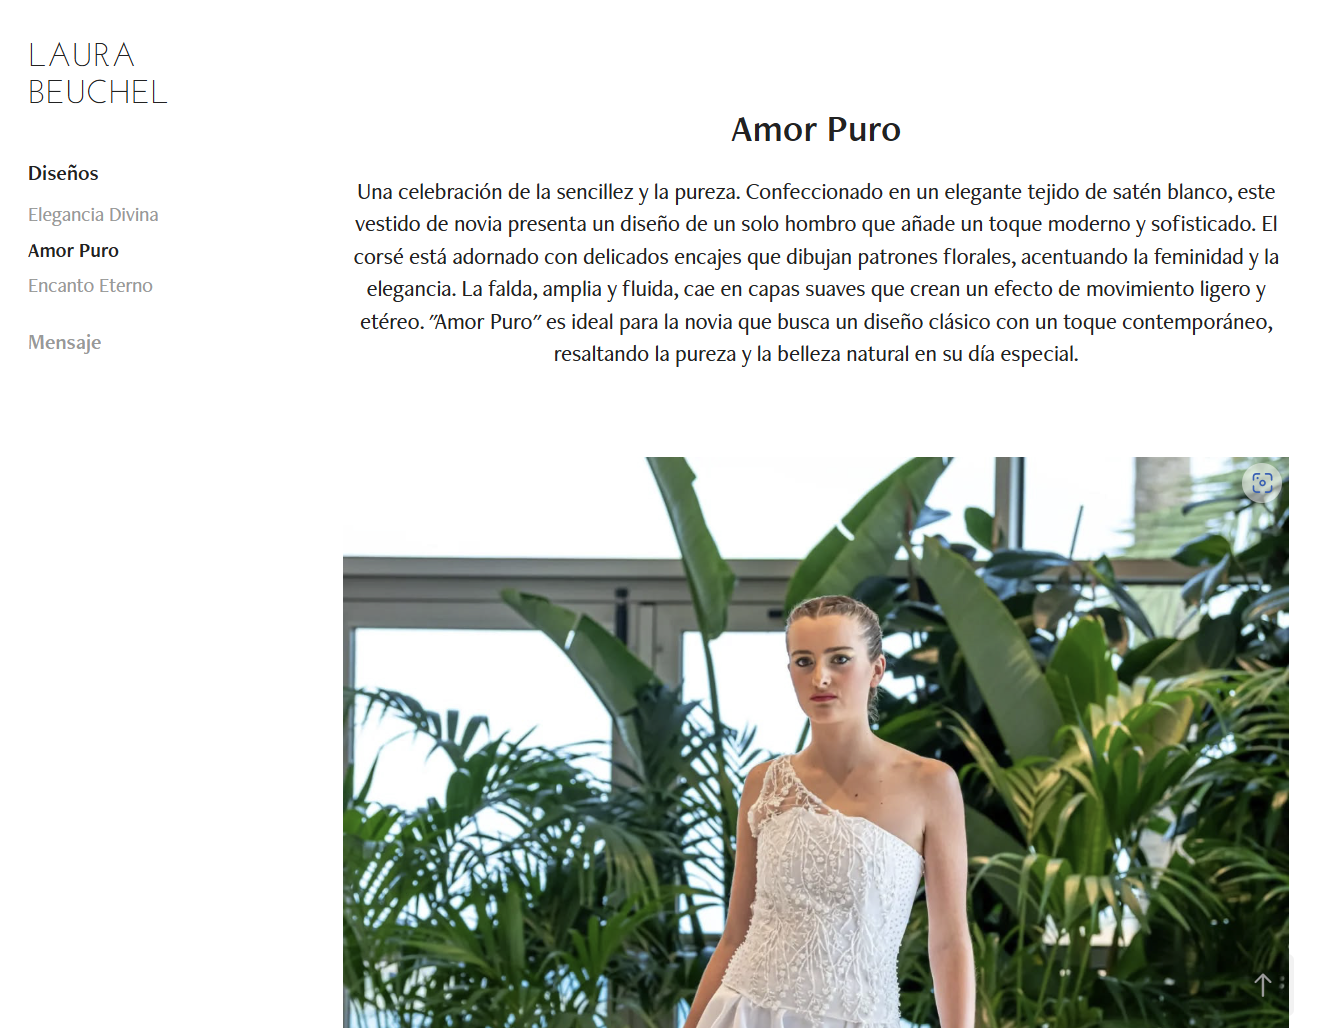 LAURA
BEUCHEL
Diseños
Elegancia Divina
Amor Puro
Encanto Eterno
Mensaje
Amor Puro
Una celebración de la sencillez y la pureza. Confeccionado en un elegante tejido de satén blanco, este
vestido de novia presenta un diseño de un solo hombro que añade un toque moderno y sofisticado. El
corsé está adornado con delicados encajes que dibujan patrones florales, acentuando la feminidad y la
elegancia. La falda, amplia y fluida, cae en capas suaves que crean un efecto de movimiento ligero y
etéreo. "Amor Puro" es ideal para la novia que busca un diseño clásico con un toque contemporáneo,
resaltando la pureza y la belleza natural en su día especial.